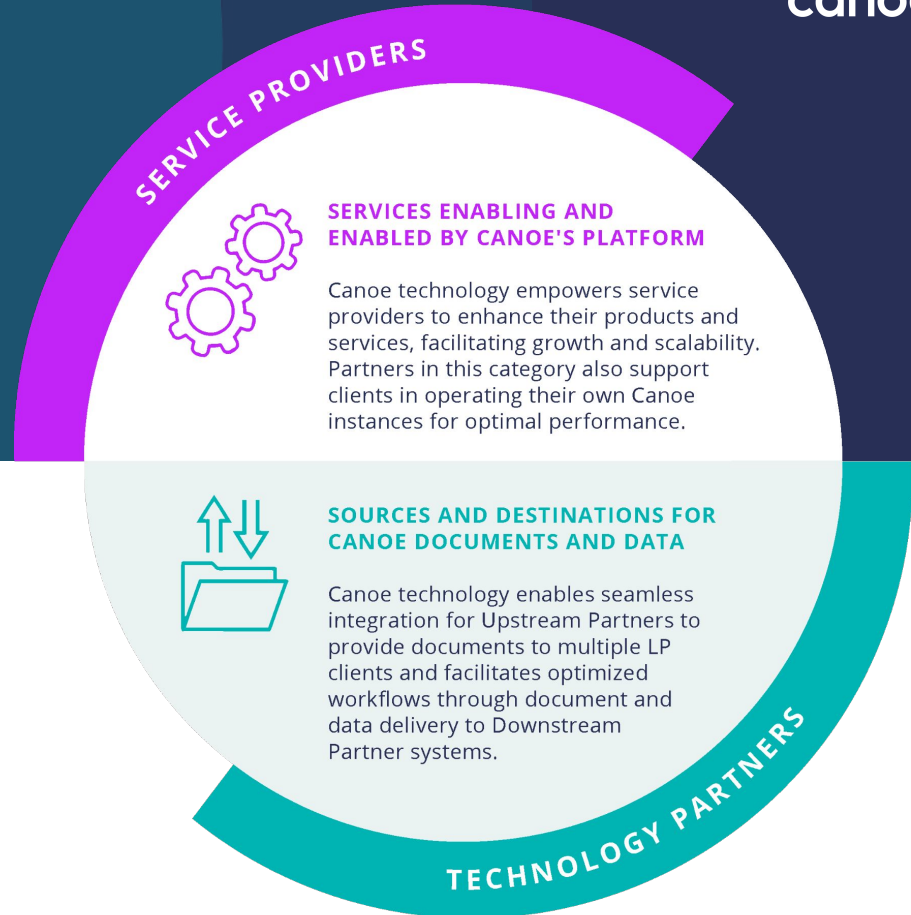 SERVICE PROVIDERS
SERVICES ENABLING AND
ENABLED BY CANOE'S PLATFORM
Canoe technology empowers service
providers to enhance their products and
services, facilitating growth and scalability.
Partners in this category also support
clients in operating their own Canoe
instances for optimal performance.
SOURCES AND DESTINATIONS FOR
CANOE DOCUMENTS AND DATA
Canoe technology enables seamless
integration for Upstream Partners to
provide documents to multiple LP
clients and facilitates optimized
workflows through document and
data delivery to Downstream
Partner systems.
TECHNOLOGY PARTNERS